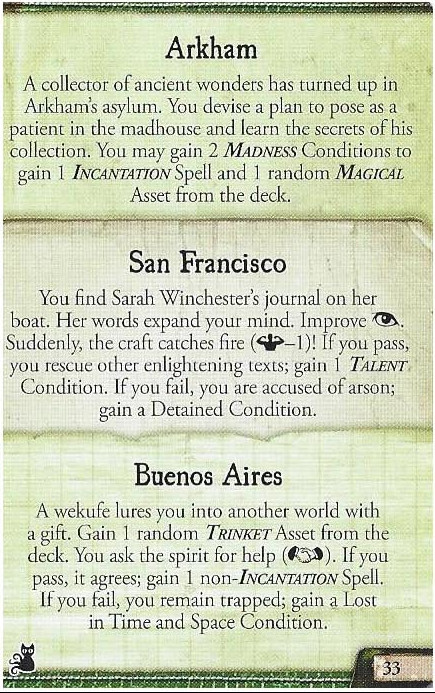 Arkham
A collector of ancient wonders has turned up in
Arkham's asylum. You devise a plan to pose as a
patient in the madhouse and learn the secrets of his
collection. You may gain 2 MADNESS Conditions to
gain 1 INCANTATION Spell and 1 random MAGICAL
Asset from the deck.
San Francisco
You find Sarah Winchester's journal on her
boat. Her words expand your mind. Improve .
Suddenly, the craft catches fire (–1)! If you pass,
you rescue other enlightening texts; gain 1 TALENT
Condition. If you fail, you are accused of arson;
gain a Detained Condition.
Buenos Aires
A wekufe lures you into another world with
a gift. Gain 1 random TRINKET Asset from the
deck. You ask the spirit for help (). If you
pass, it agrees; gain 1 non-INCANTATION Spell.
If you fail, you remain trapped; gain a Lost
in Time and Space Condition.
33